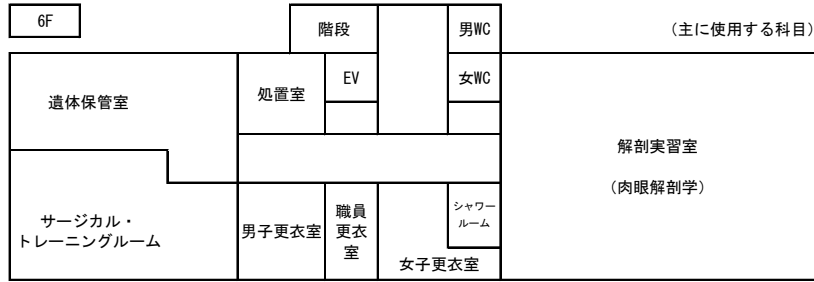 6F
階段
男WC
(主に使用する科目)
遺体保管室
処置室
EV
女WC
解剖実習室
(肉眼解剖学)
サージカル・
トレーニングルーム
男子更衣室
職員
更衣
室
シャワー
ルーム
女子更衣室